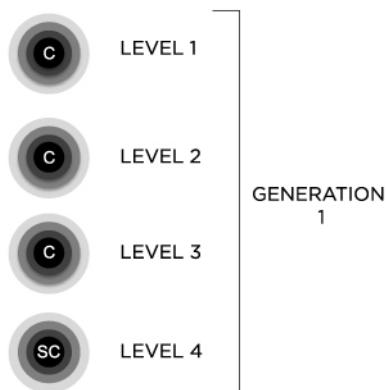 C LEVEL 1
C LEVEL 2
GENERATION
1
C LEVEL 3
SC LEVEL 4